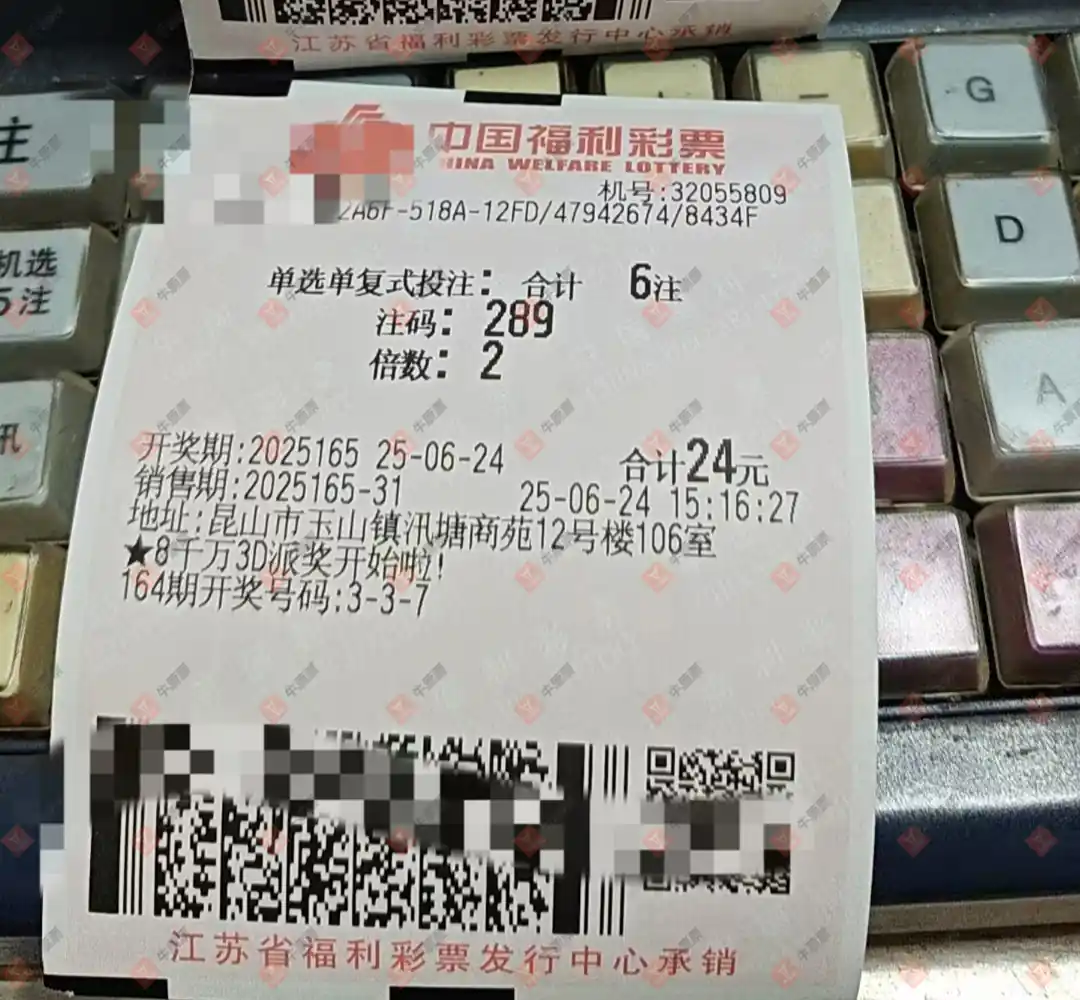 江苏省福利彩票发行中心承销
G
主
中国福利彩票
INA WELFARE LOTTERY
机号:32055809
2A6F-518A-12FD/47942674/8434F
D
机选
5注
单选单复式投注: 合计 6注
注码: 289
倍数: 2
A
讯
开奖期:2025165 25-06-24 合计24元
销售期:2025165-31 25-06-24 15:16:27
地址:昆山市玉山镇汛塘商苑12号楼106室
★8千万3D派奖开始啦!
164期开奖号码:3-3-7
江苏省福利彩票发行中心承销